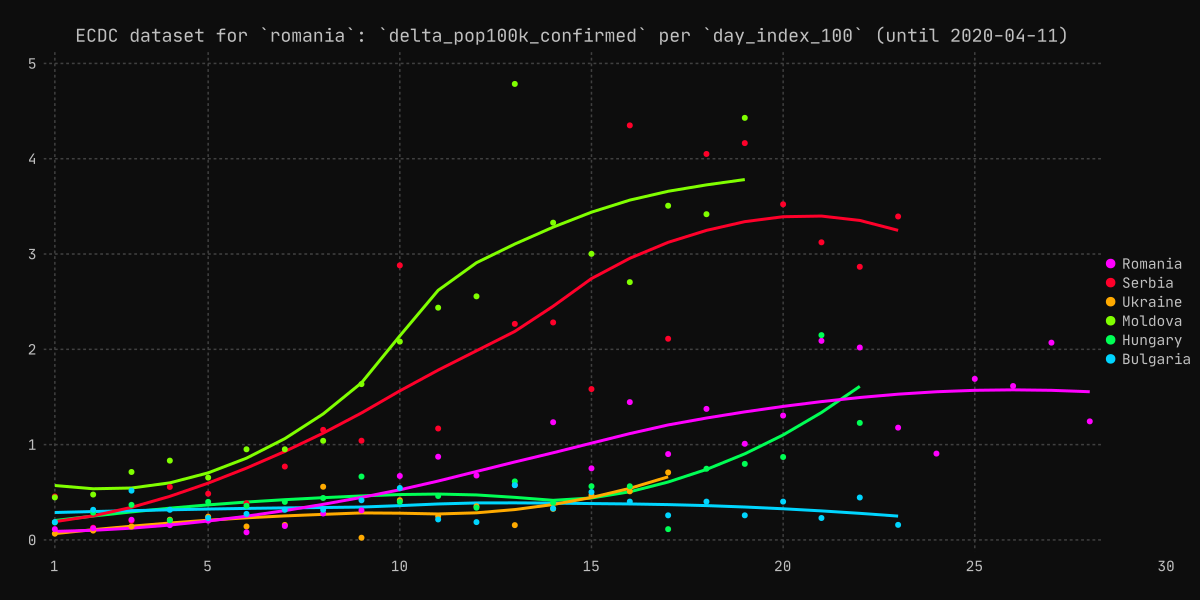 ECDC dataset for `romania`: `delta_pop100k_confirmed` per `day_index_100` (until 2020-04-11)
5
4
3
2
1
0
1 5 10 15 20 25 30
Romania
Serbia
Ukraine
Moldova
Hungary
Bulgaria